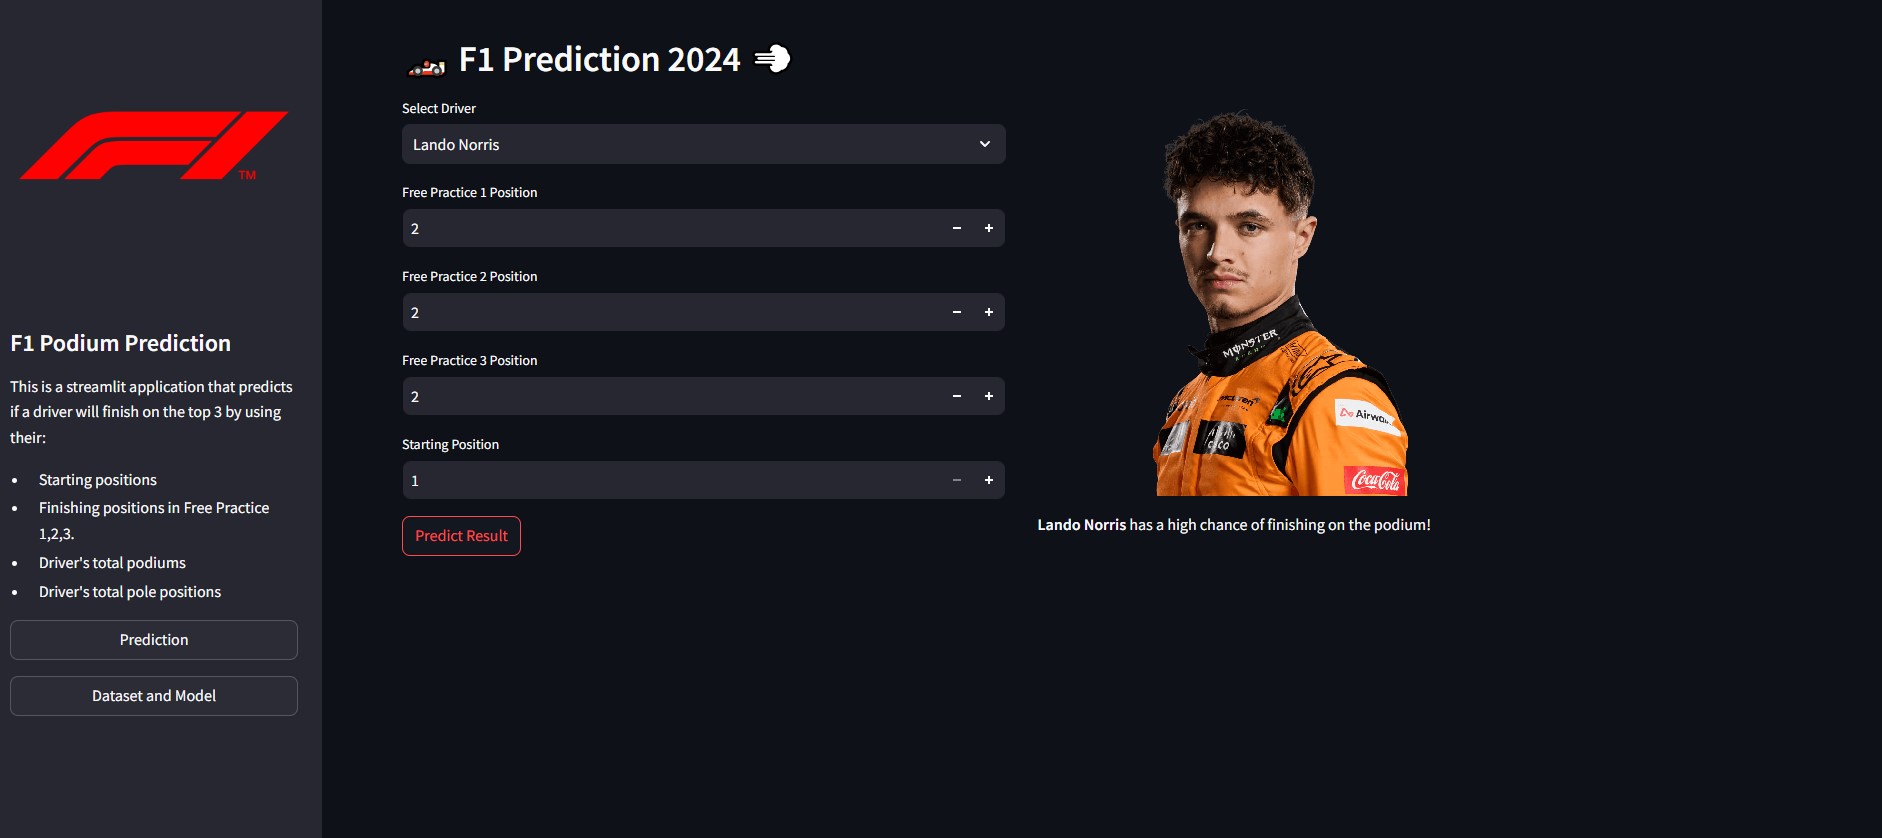 TM
F1 Podium Prediction
This is a streamlit application that predicts
if a driver will finish on the top 3 by using
their:
• Starting positions
• Finishing positions in Free Practice
1,2,3.
• Driver's total podiums
• Driver's total pole positions
Prediction
Dataset and Model
F1 Prediction 2024
Select Driver
Lando Norris
Free Practice 1 Position
2
Free Practice 2 Position
2
Free Practice 3 Position
2
Starting Position
1
Predict Result
MONSTER
McLaren
Airwa
CISCO
Coca-Cola
Lando Norris has a high chance of finishing on the podium!